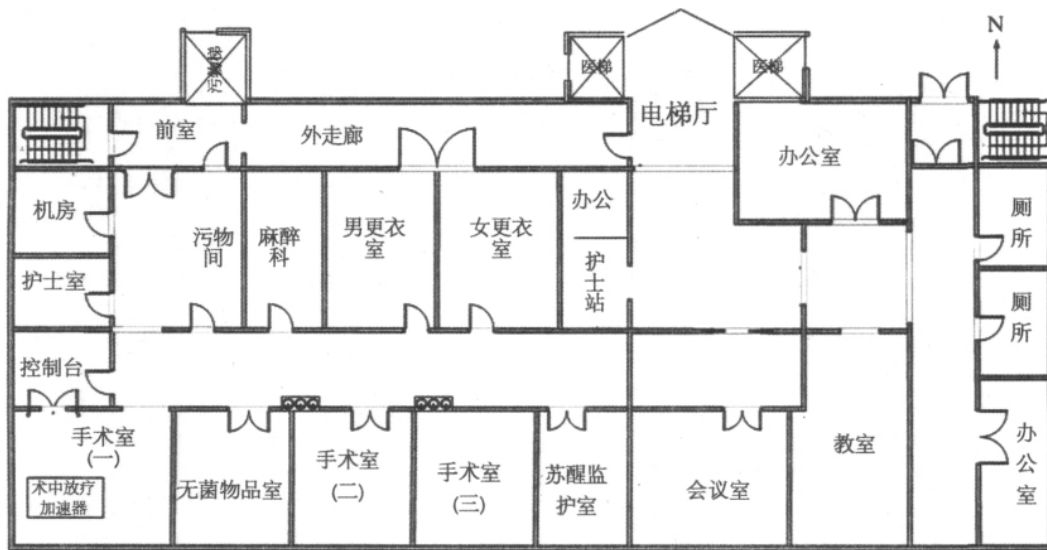 N
污物梯
医梯
医梯
前室
外走廊
电梯厅
办公室
机房
污物
间
麻醉
科
男更衣
室
女更衣
室
办公
护
士
站
厕
所
护士室
厕
所
控制台
手术室
(一)
术中放疗
加速器
无菌物品室
手术室
(二)
手术室
(三)
苏醒监
护室
会议室
教室
办
公
室